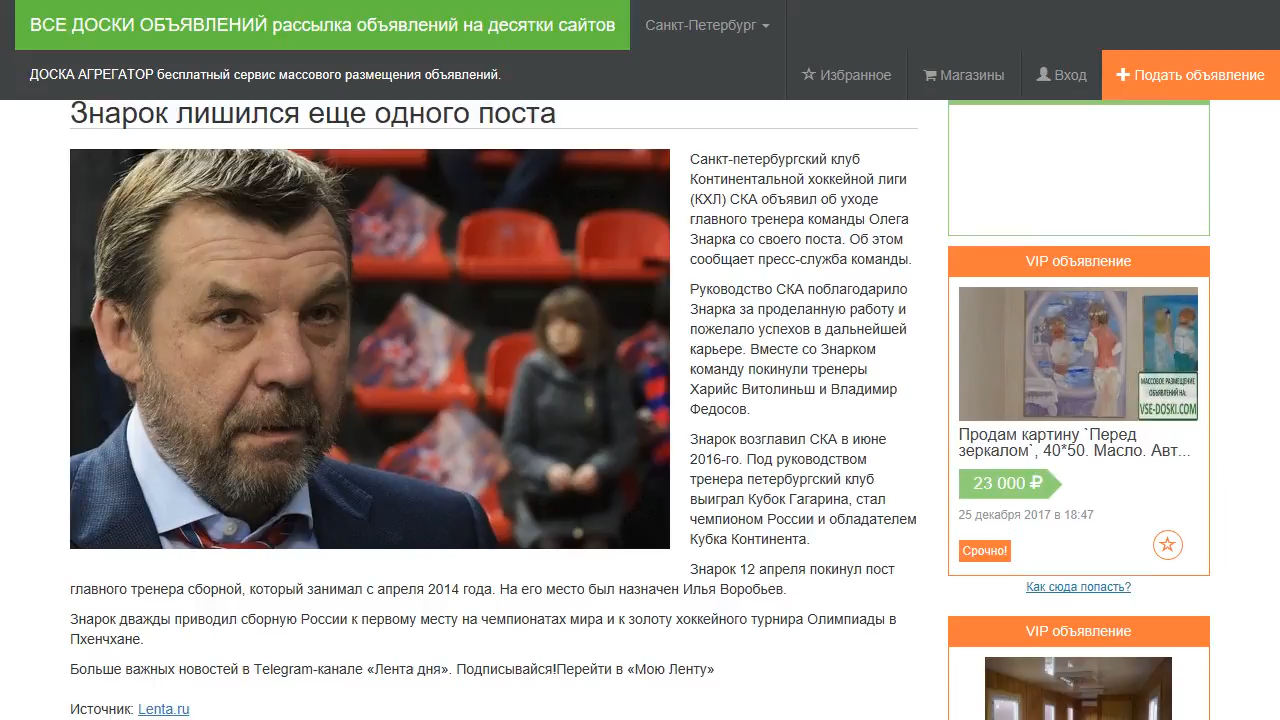 ВСЕ ДОСКИ ОБЪЯВЛЕНИЙ рассылка объявлений на десятки сайтов
Санкт-Петербург
ДОСКА АГРЕГАТОР бесплатный сервис массового размещения объявлений.
Избранное
Магазины
Вход
Подать объявление
Знарок лишился еще одного поста
Санкт-петербургский клуб
Континентальной хоккейной лиги
(КХЛ) СКА объявил об уходе
главного тренера команды Олега
Знарка со своего поста. Об этом
сообщает пресс-служба команды.
Руководство СКА поблагодарило
Знарка за проделанную работу и
пожелало успехов в дальнейшей
карьере. Вместе со Знарком
команду покинули тренеры
Харийс Витолиньш и Владимир
Федосов.
Знарок возглавил СКА в июне
2016-го. Под руководством
тренера петербургский клуб
выиграл Кубок Гагарина, стал
чемпионом России и обладателем
Кубка Континента.
Знарок 12 апреля покинул пост
главного тренера сборной, который занимал с апреля 2014 года. На его место был назначен Илья Воробьев.
Знарок дважды приводил сборную России к первому месту на чемпионатах мира и к золоту хоккейного турнира Олимпиады в
Пхенчхане.
Больше важных новостей в Telegram-канале «Лента дня». Подписывайся!Перейти в «Мою Ленту»
Источник: Lenta.ru
VIP объявление
МАССОВОЕ РАЗМЕЩЕНИЕ
ОБЪЯВЛЕНИЙ НА:
VSE-DOSKI.COM
Продам картину `Перед
зеркалом`, 40*50. Масло. Авт...
23 000 ₽
25 декабря 2017 в 18:47
Срочно!
Как сюда попасть?
VIP объявление